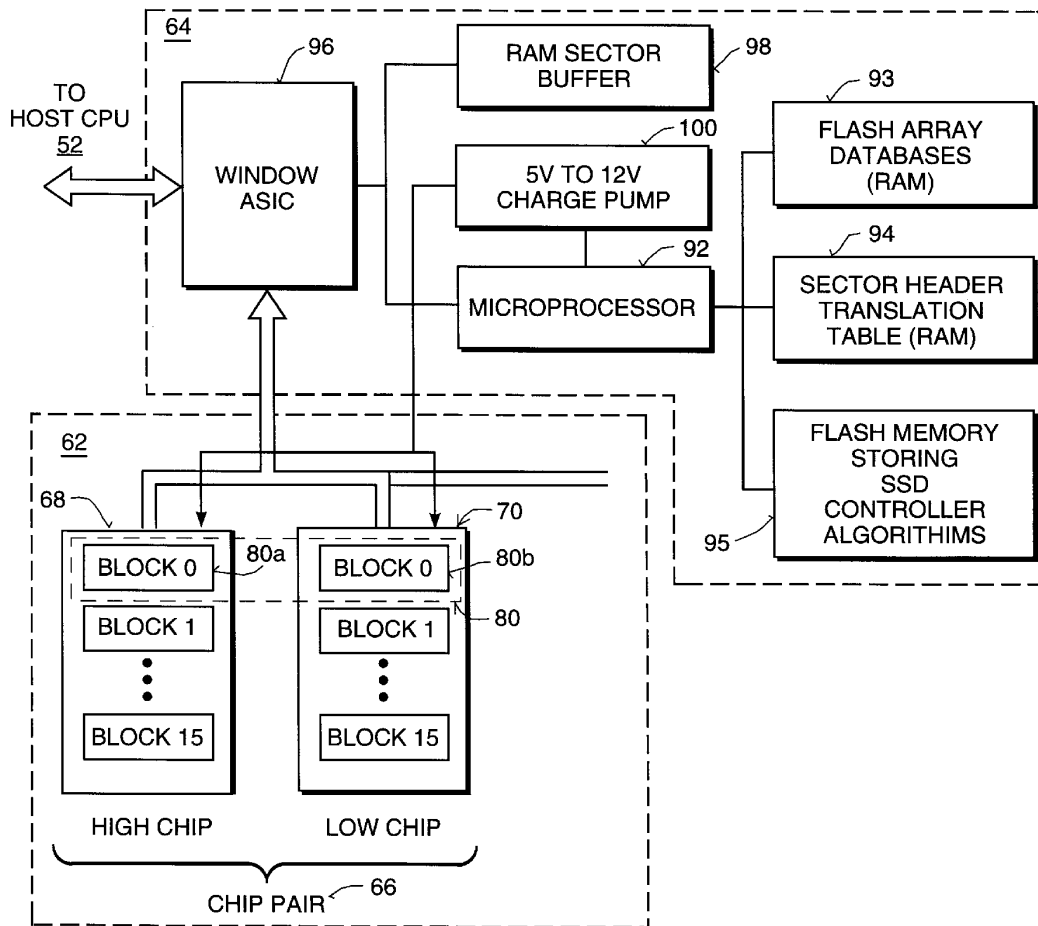 64
96
TO
HOST CPU
52
WINDOW
ASIC
RAM SECTOR
BUFFER
98
100
5V TO 12V
CHARGE PUMP
92
MICROPROCESSOR
93
FLASH ARRAY
DATABASES
(RAM)
94
SECTOR HEADER
TRANSLATION
TABLE (RAM)
FLASH MEMORY
STORING
SSD
CONTROLLER
ALGORITHIMS
95
62
68
70
BLOCK 0
80a
BLOCK 0
80b
80
BLOCK 1
BLOCK 1
BLOCK 15
BLOCK 15
HIGH CHIP
LOW CHIP
CHIP PAIR
66